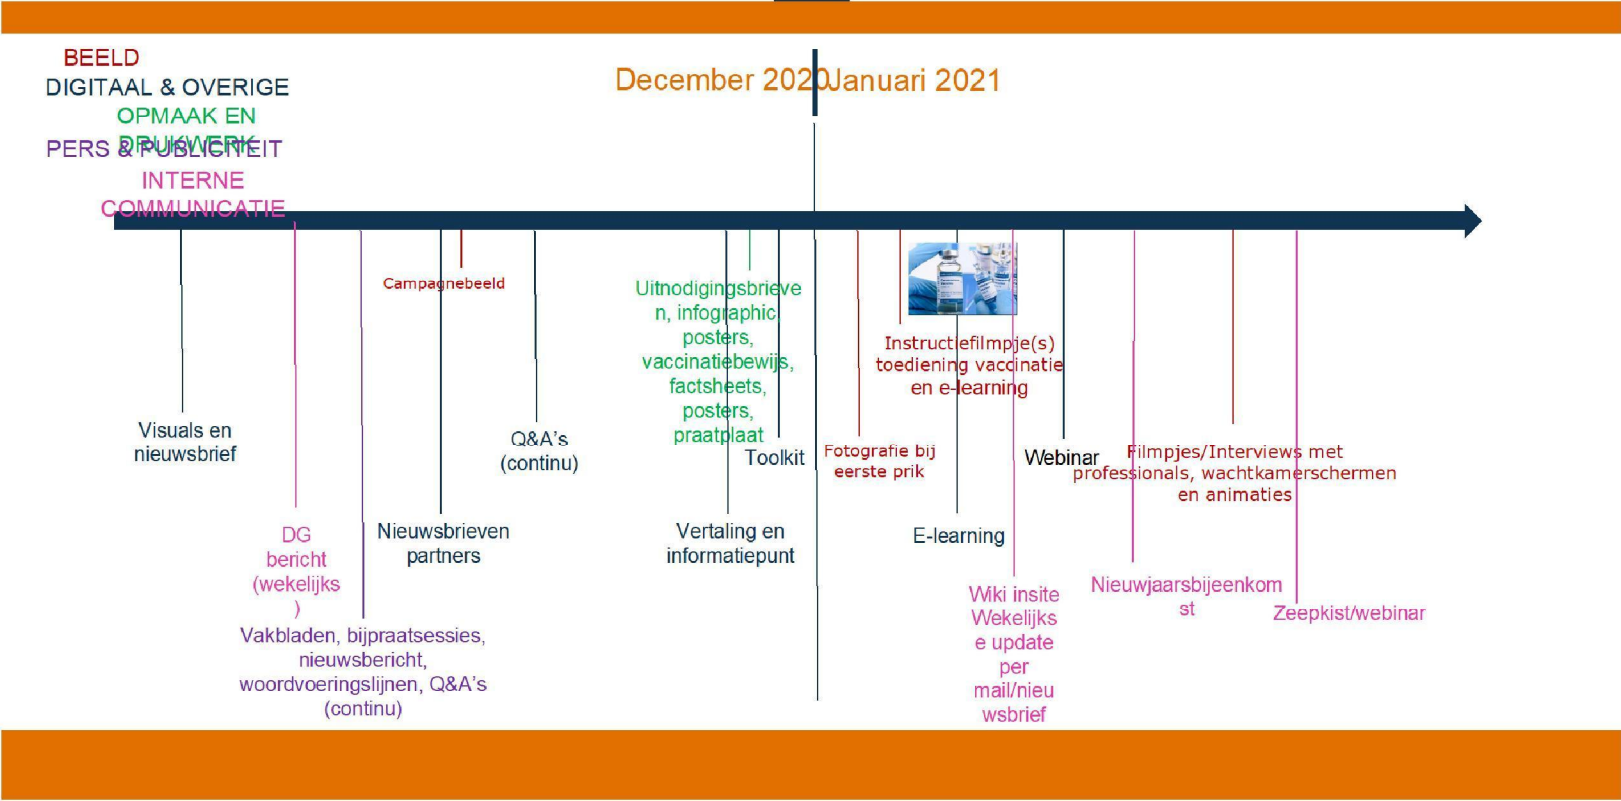 BEELD
DIGITAAL & OVERIGE
OPMAAK EN
DRUKWERK
PERS & PUBLICITEIT
INTERNE
COMMUNICATIE
December 2020
Januari 2021
Campagnebeeld
Uitnodigingsbrieve
n, infographic,
posters,
vaccinatiebewijs,
factsheets,
posters,
praatplaat
Instructiefilmpje(s)
toediening vaccinatie
en e-learning
Visuals en
nieuwsbrief
Q&A's
(continu)
Toolkit
Fotografie bij
eerste prik
Webinar
Filmpjes/Interviews met
professionals, wachtkamerschermen
en animaties
DG
bericht
(wekelijks
)
Nieuwsbrieven
partners
Vertaling en
informatiepunt
E-learning
Wiki insite
Wekelijks
e update
per
mail/nieu
wsbrief
Nieuwjaarsbijeenkom
st
Zeepkist/webinar
Vakbladen, bijpraatsessies,
nieuwsbericht,
woordvoeringslijnen, Q&A's
(continu)